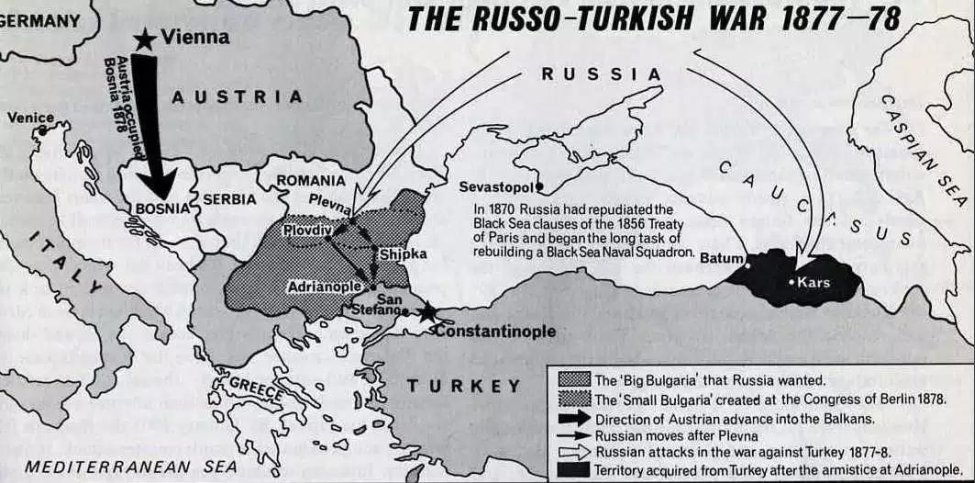 THE RUSSO-TURKISH WAR 1877–78
GERMANY
Vienna
RUSSIA
AUSTRIA
Austria occupied
Bosnia 1878
Venice
CASPIAN SEA
CAUCASUS
ROMANIA
Sevastopol
BOSNIA
SERBIA
Plevna
In 1870 Russia had repudiated the
Black Sea clauses of the 1856 Treaty
of Paris and began the long task of
rebuilding a Black Sea Naval Squadron.
Plovdiv
ITALY
Shipka
Batum
Kars
Adrianople
San
Stefano
Constantinople
GREECE
TURKEY
The 'Big Bulgaria' that Russia wanted.
The 'Small Bulgaria' created at the Congress of Berlin 1878.
Direction of Austrian advance into the Balkans
Russian moves after Plevna
Russian attacks in the war against Turkey 1877-8.
Territory acquired from Turkey after the armistice at Adrianople.
MEDITERRANEAN SEA